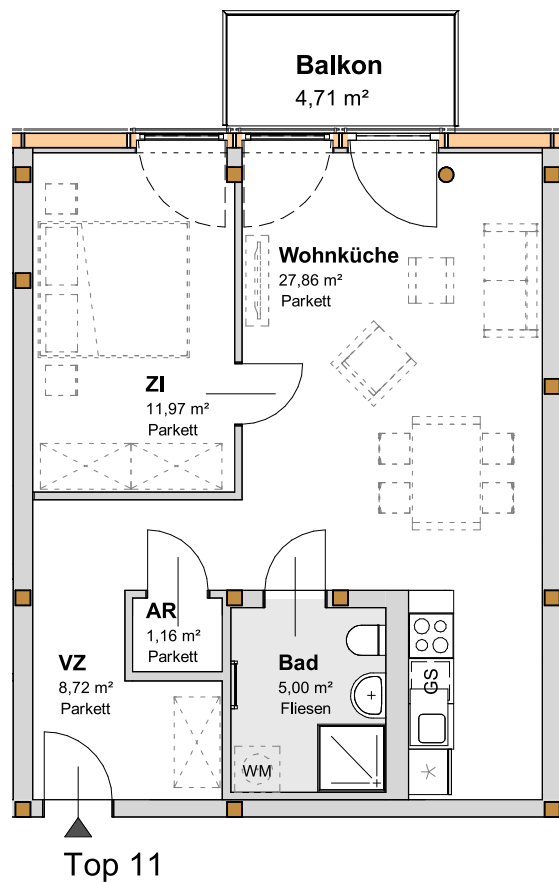 Balkon
4,71 m²
Wohnküche
27,86 m²
Parkett
ZI
11,97 m²
Parkett
AR
1,16 m²
Parkett
VZ
8,72 m²
Parkett
Bad
5,00 m²
Fliesen
GS
WM
Top 11